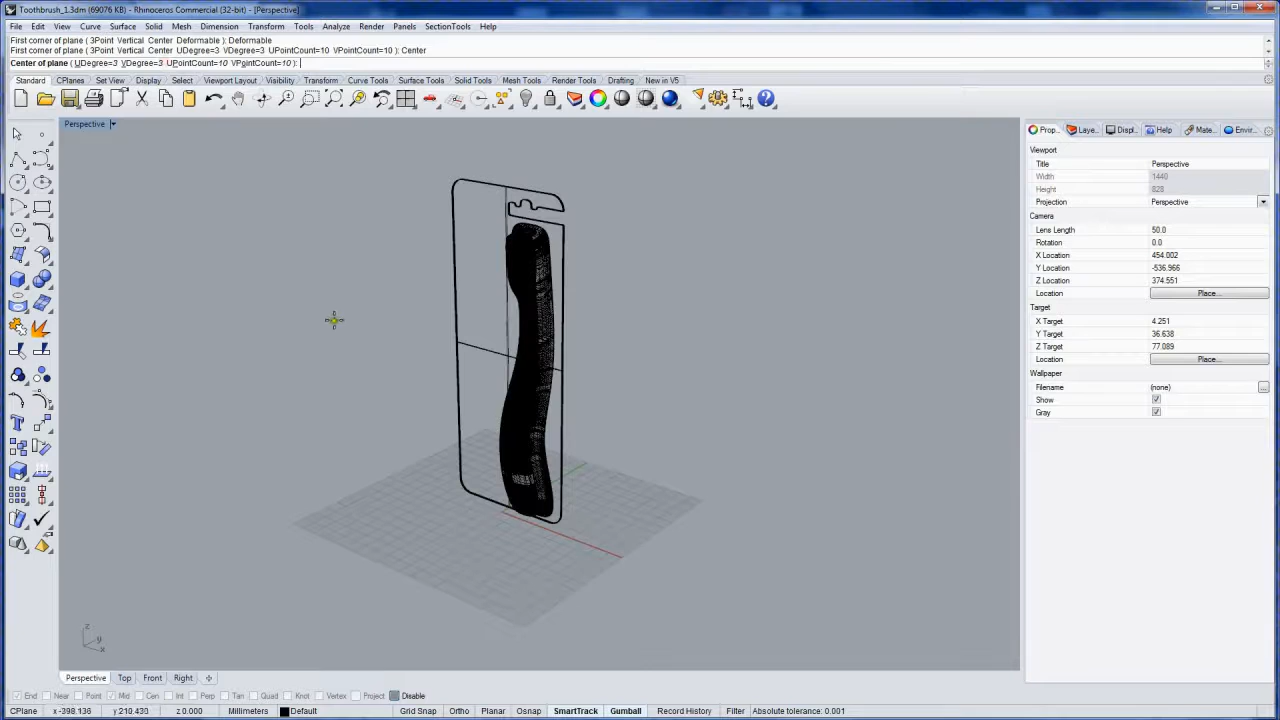 Toothbrush_1.3dm (69076 KB) - Rhinoceros Commercial (32-bit) - [Perspective]
File Edit View Curve Surface Solid Mesh Dimension Transform Tools Analyze Render Panels SectionTools Help
First corner of plane ( 3Point Vertical Center Deformable): Deformable
First corner of plane ( 3Point Vertical Center UDegree=3 VDegree=3 UPointCount=10 VPointCount=10 ): Center
Center of plane ( UDegree=3 VDegree=3 UPointCount=10 VPointCount=10 ):
Standard CPlanes Set View Display Select Viewport Layout Visibility Transform Curve Tools Surface Tools Solid Tools Mesh Tools Render Tools Drafting New in V5
Perspective
Prop... Laye... Displ... Help Mate... Envir...
Viewport
Title Perspective
Width 1440
Height 828
Projection Perspective
Camera
Lens Length 50.0
Rotation 0.0
X Location 454.002
Y Location -536.966
Z Location 374.551
Location Place...
Target
X Target 4.251
Y Target 36.638
Z Target 77.089
Location Place...
Wallpaper
Filename (none) ...
Show
Gray
z
y
x
Perspective Top Front Right
End Near Point Mid Cen Int Perp Tan Quad Knot Vertex Project Disable
CPlane x -398.136 y 210.430 z 0.000 Millimeters Default Grid Snap Ortho Planar Osnap SmartTrack Gumball Record History Filter Absolute tolerance: 0.001